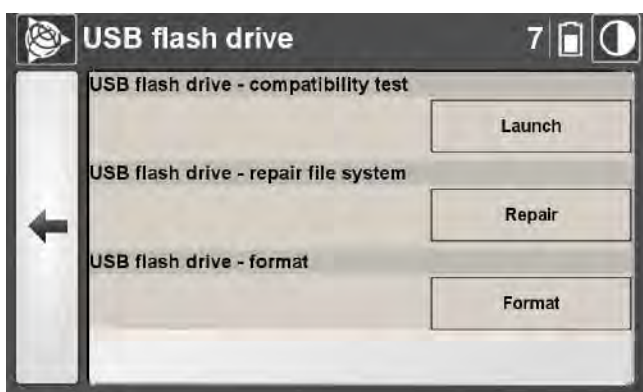 USB flash drive 7
USB flash drive - compatibility test
Launch
USB flash drive - repair file system
Repair
USB flash drive - format
Format